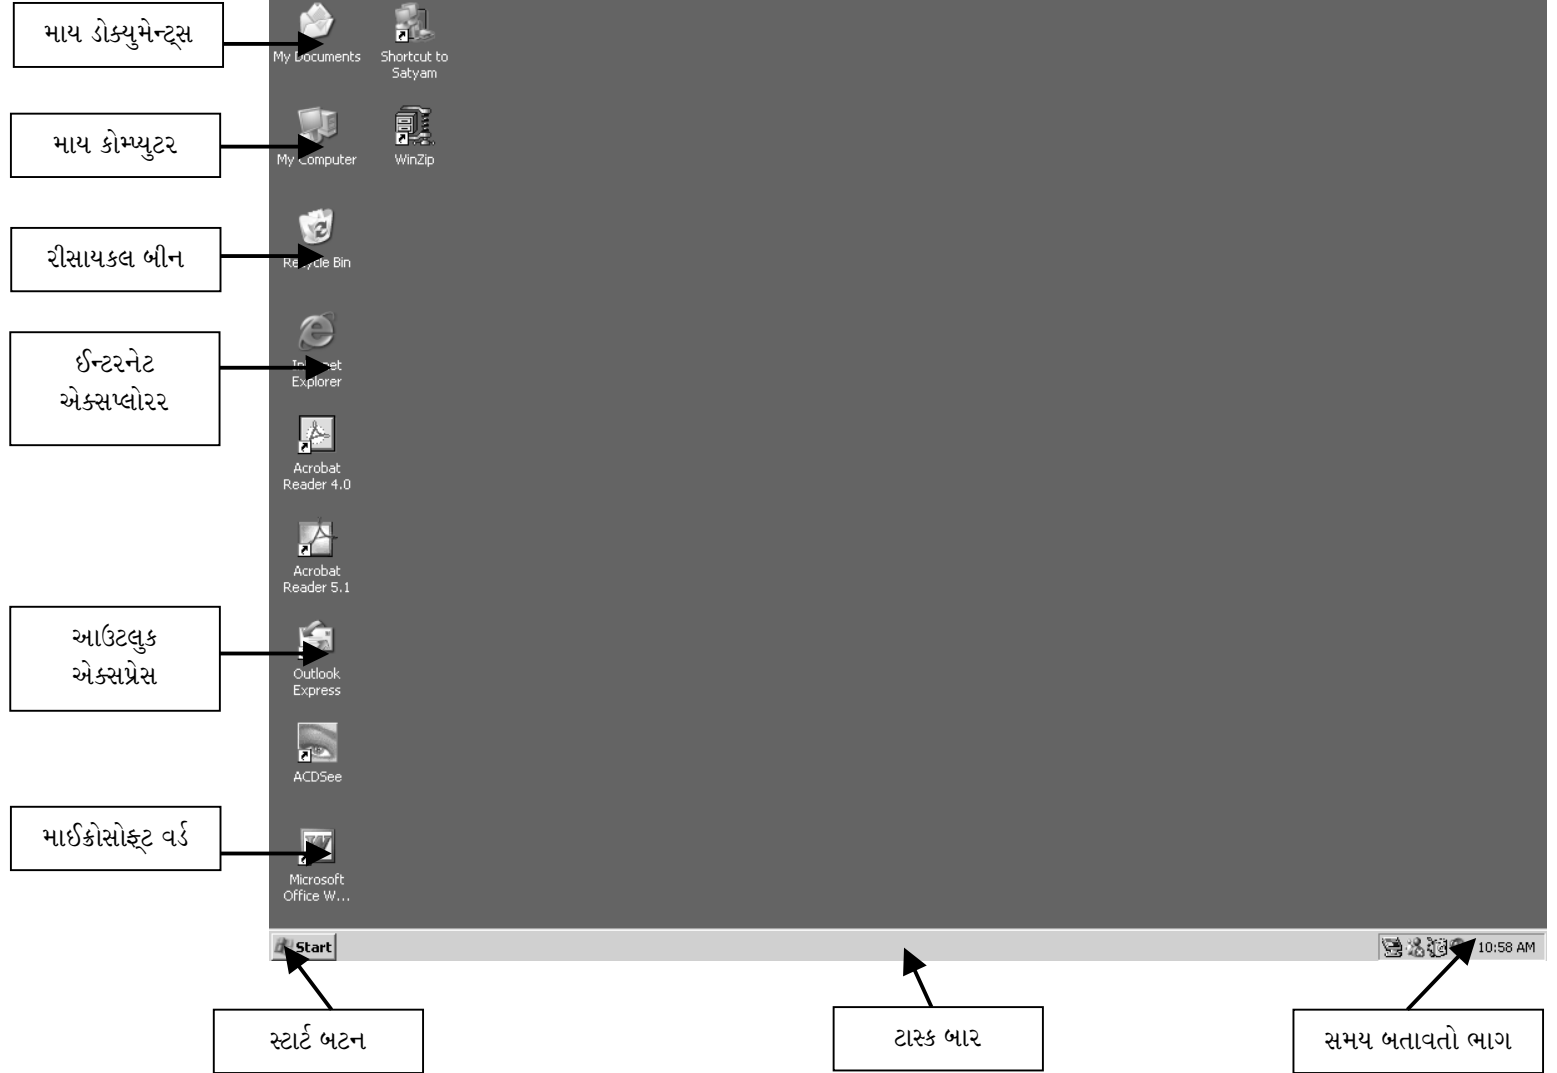 માય ડોક્યુમેન્ટ્સ
My Documents
Shortcut to
Satyam
માય કોમ્પ્યુટર
My Computer
WinZip
રીસાયકલ બીન
Recycle Bin
ઈન્ટરનેટ
એક્સપ્લોરર
Internet
Explorer
Acrobat
Reader 4.0
Acrobat
Reader 5.1
આઉટલુક
એક્સપ્રેસ
Outlook
Express
ACDSee
માઈક્રોસોફ્ટ વર્ડ
Microsoft
Office W...
Start
10:58 AM
સ્ટાર્ટ બટન
ટાસ્ક બાર
સમય બતાવતો ભાગ